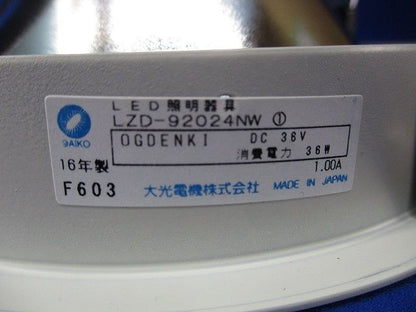 LED照明器具
LZD-92024NW ①
DAIKO
OGDENKI DC 36V
消費電力 36W
16年製 1.00A
F603 大光電機株式会社 MADE IN JAPAN